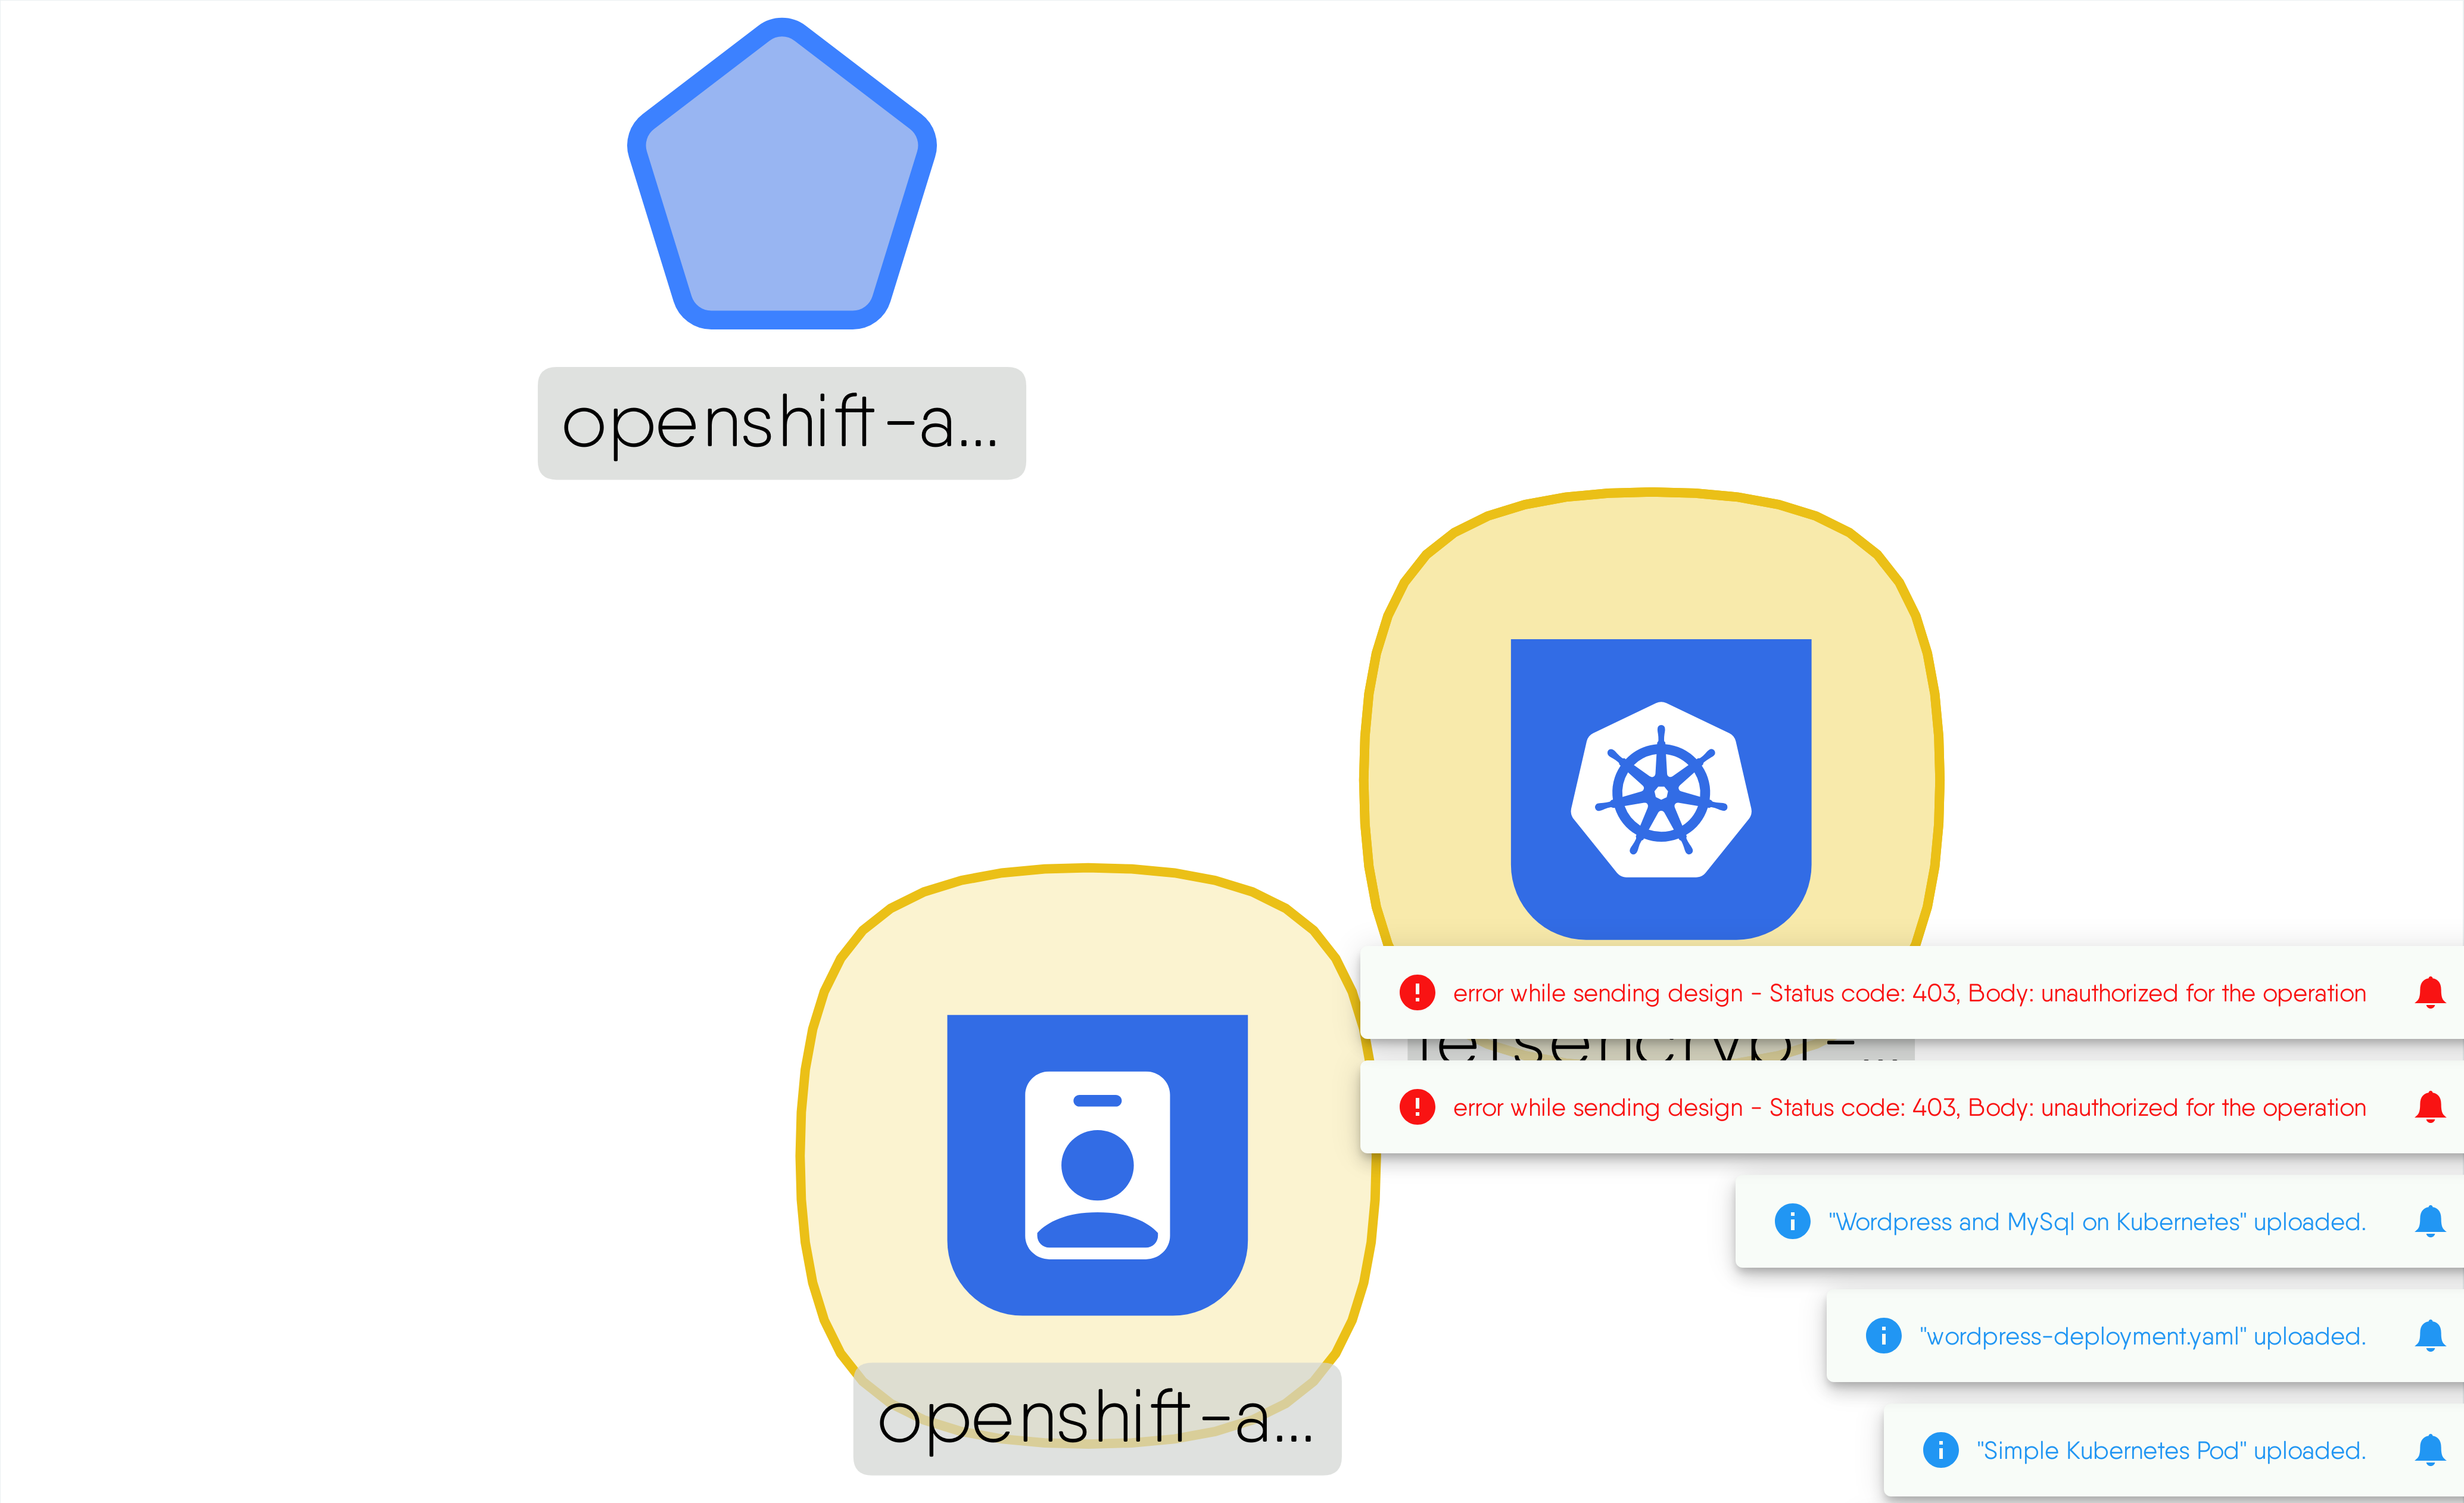 openshift-a...
error while sending design - Status code: 403, Body: unauthorized for the operation
letsencrypt-...
error while sending design - Status code: 403, Body: unauthorized for the operation
"Wordpress and MySql on Kubernetes" uploaded.
"wordpress-deployment.yaml" uploaded.
openshift-a...
"Simple Kubernetes Pod" uploaded.